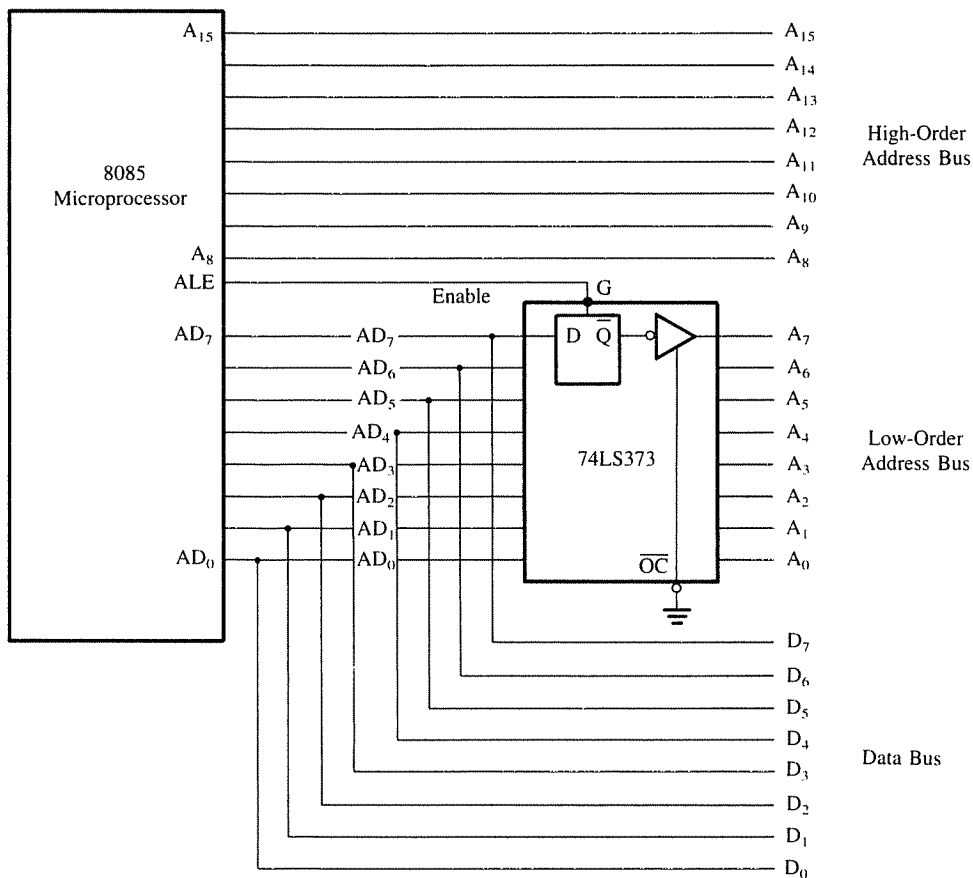 A₁₅ A₁₅
A₁₄
A₁₃
A₁₂ High-Order
8085 A₁₁ Address Bus
Microprocessor A₁₀
A₉
A₈ A₈
ALE
Enable G
AD₇ AD₇ D Q̅ A₇
AD₆ A₆
AD₅ A₅
AD₄ A₄ Low-Order
AD₃ 74LS373 A₃ Address Bus
AD₂ A₂
AD₁ A₁
AD₀ AD₀ O̅C̅ A₀
D₇
D₆
D₅
D₄
D₃ Data Bus
D₂
D₁
D₀